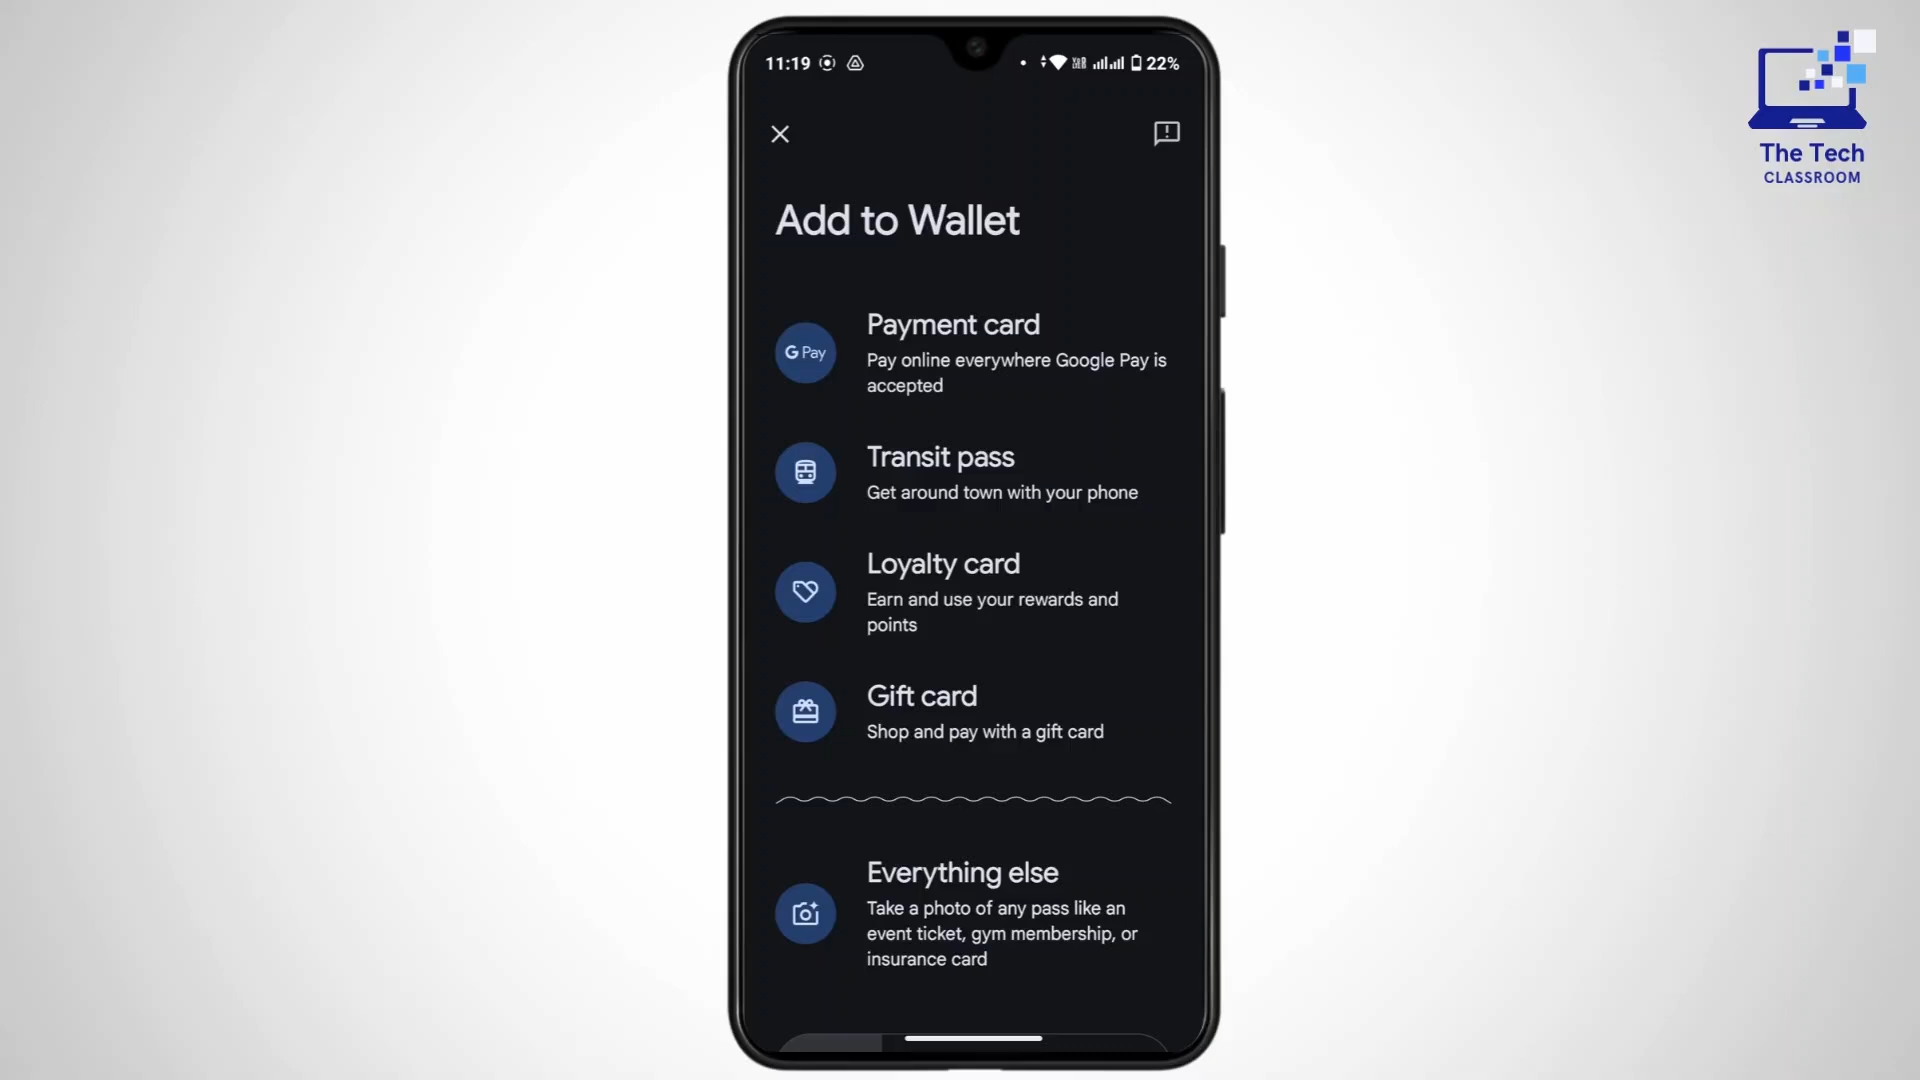 11:19
22%
The Tech
CLASSROOM
Add to Wallet
G Pay
Payment card
Pay online everywhere Google Pay is
accepted
Transit pass
Get around town with your phone
Loyalty card
Earn and use your rewards and
points
Gift card
Shop and pay with a gift card
Everything else
Take a photo of any pass like an
event ticket, gym membership, or
insurance card